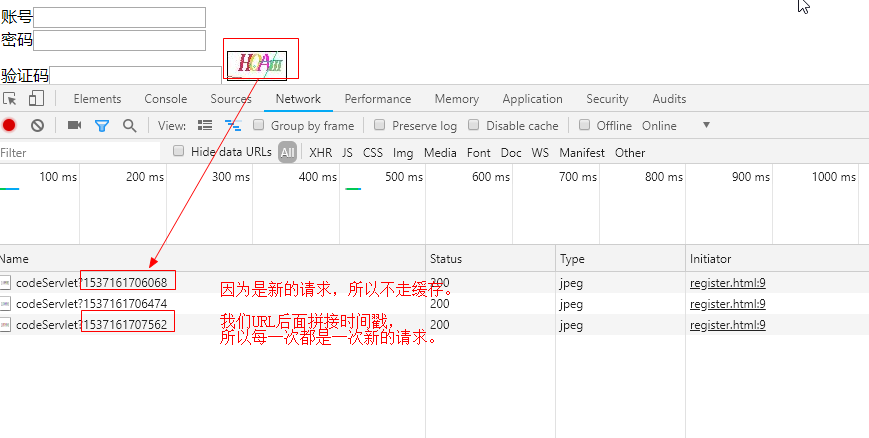 账号
密码
验证码
Elements Console Sources Network Performance Memory Application Security Audits
View: Group by frame Preserve log Disable cache Offline Online
Filter Hide data URLs All XHR JS CSS Img Media Font Doc WS Manifest Other
100 ms 200 ms 300 ms 400 ms 500 ms 600 ms 700 ms 800 ms 900 ms 1000 ms
Name Status Type Initiator
codeServlet?1537161706068 200 jpeg register.html:9
因为是新的请求，所以不走缓存。
codeServlet?1537161706474 200 jpeg register.html:9
codeServlet?1537161707562 200 jpeg register.html:9
我们URL后面拼接时间戳，
所以每一次都是一次新的请求。